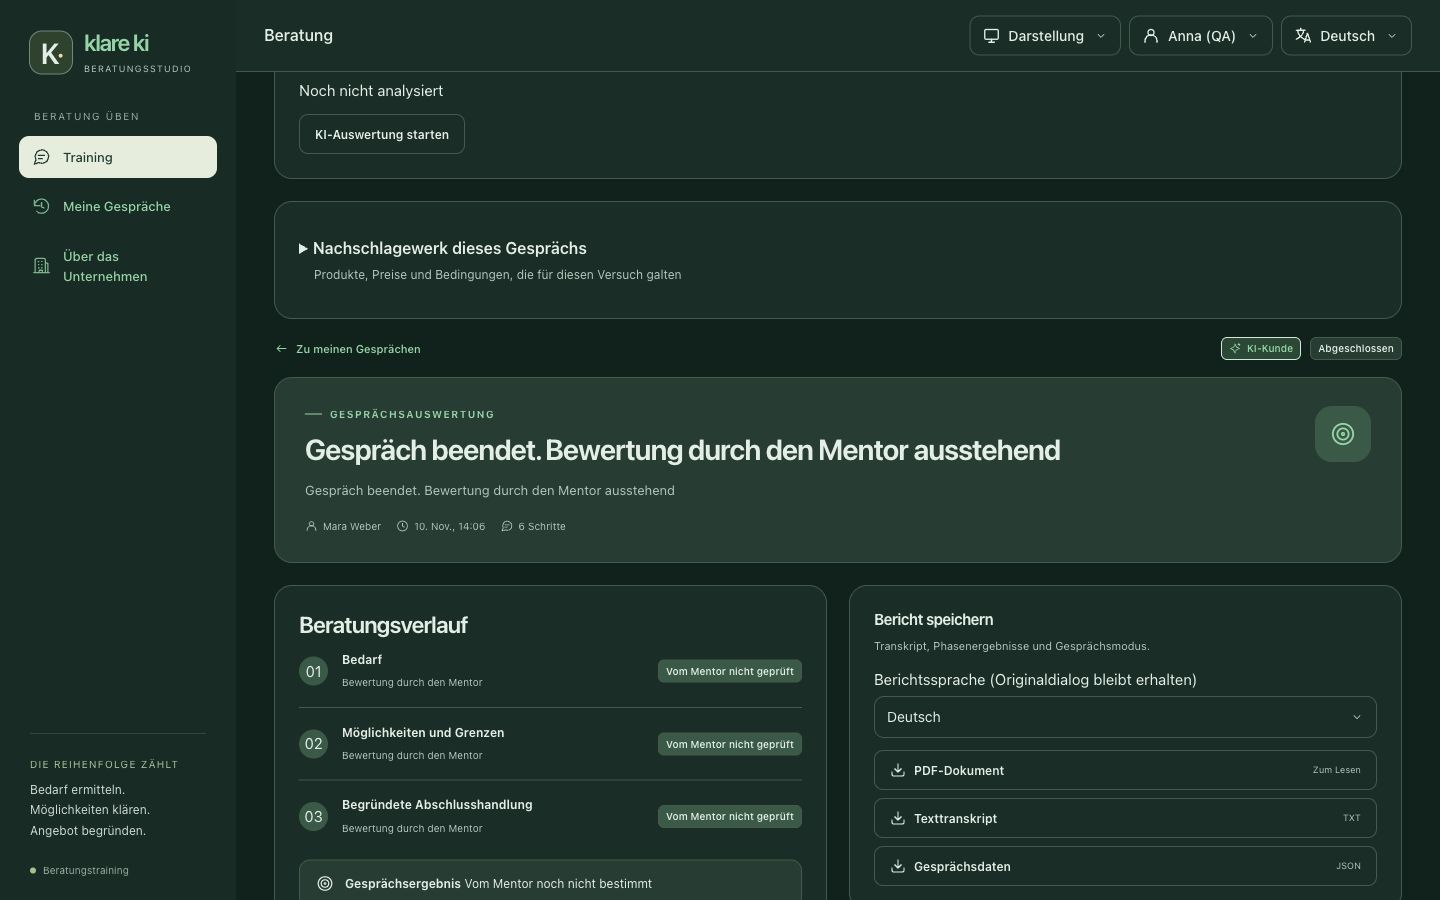 K
klare ki
BERATUNGSSTUDIO
BERATUNG ÜBEN
Training
Meine Gespräche
Über das
Unternehmen
DIE REIHENFOLGE ZÄHLT
Bedarf ermitteln.
Möglichkeiten klären.
Angebot begründen.
Beratungstraining
Beratung
Darstellung
Anna (QA)
Deutsch
Noch nicht analysiert
KI-Auswertung starten
Nachschlagewerk dieses Gesprächs
Produkte, Preise und Bedingungen, die für diesen Versuch galten
Zu meinen Gesprächen
KI-Kunde
Abgeschlossen
GESPRÄCHSAUSWERTUNG
Gespräch beendet. Bewertung durch den Mentor ausstehend
Gespräch beendet. Bewertung durch den Mentor ausstehend
Mara Weber
10. Nov., 14:06
6 Schritte
Beratungsverlauf
01
Bedarf
Bewertung durch den Mentor
Vom Mentor nicht geprüft
02
Möglichkeiten und Grenzen
Bewertung durch den Mentor
Vom Mentor nicht geprüft
03
Begründete Abschlusshandlung
Bewertung durch den Mentor
Vom Mentor nicht geprüft
Gesprächsergebnis Vom Mentor noch nicht bestimmt
Bericht speichern
Transkript, Phasenergebnisse und Gesprächsmodus.
Berichtssprache (Originaldialog bleibt erhalten)
Deutsch
PDF-Dokument
Zum Lesen
Texttranskript
TXT
Gesprächsdaten
JSON